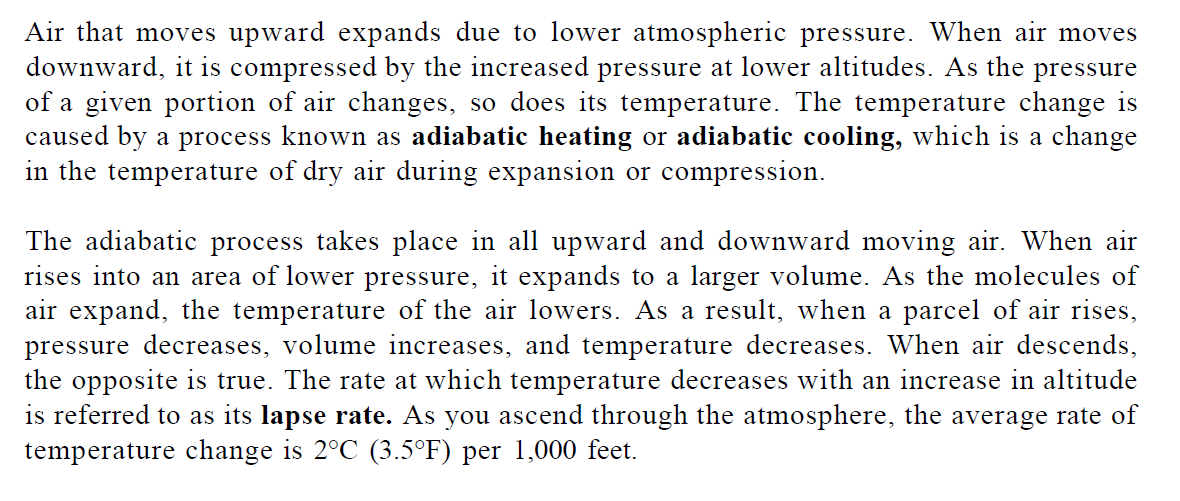 Air that moves upward expands due to lower atmospheric pressure. When air moves
downward, it is compressed by the increased pressure at lower altitudes. As the pressure
of a given portion of air changes, so does its temperature. The temperature change is
caused by a process known as adiabatic heating or adiabatic cooling, which is a change
in the temperature of dry air during expansion or compression.
The adiabatic process takes place in all upward and downward moving air. When air
rises into an area of lower pressure, it expands to a larger volume. As the molecules of
air expand, the temperature of the air lowers. As a result, when a parcel of air rises,
pressure decreases, volume increases, and temperature decreases. When air descends,
the opposite is true. The rate at which temperature decreases with an increase in altitude
is referred to as its lapse rate. As you ascend through the atmosphere, the average rate of
temperature change is 2°C (3.5°F) per 1,000 feet.